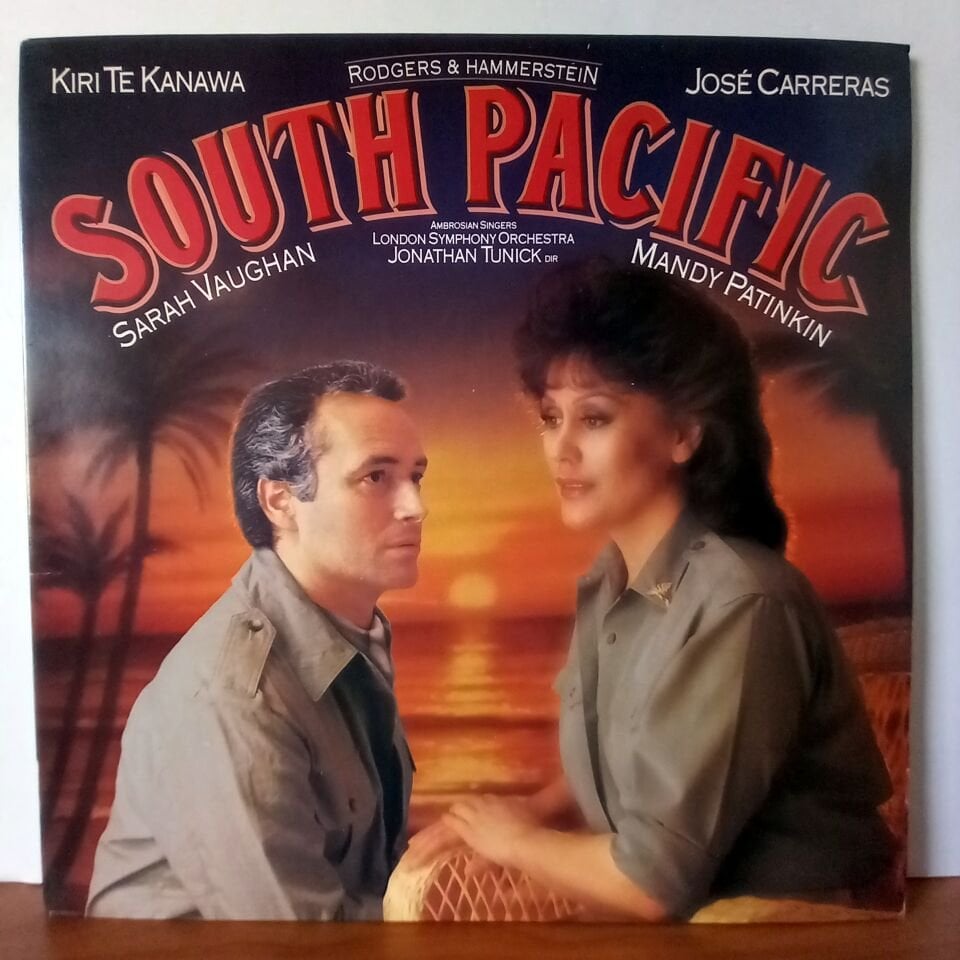 KIRI TE KANAWA
RODGERS & HAMMERSTEIN
JOSÉ CARRERAS
SOUTH PACIFIC
AMBROSIAN SINGERS
LONDON SYMPHONY ORCHESTRA
JONATHAN TUNICK DIR
SARAH VAUGHAN
MANDY PATINKIN